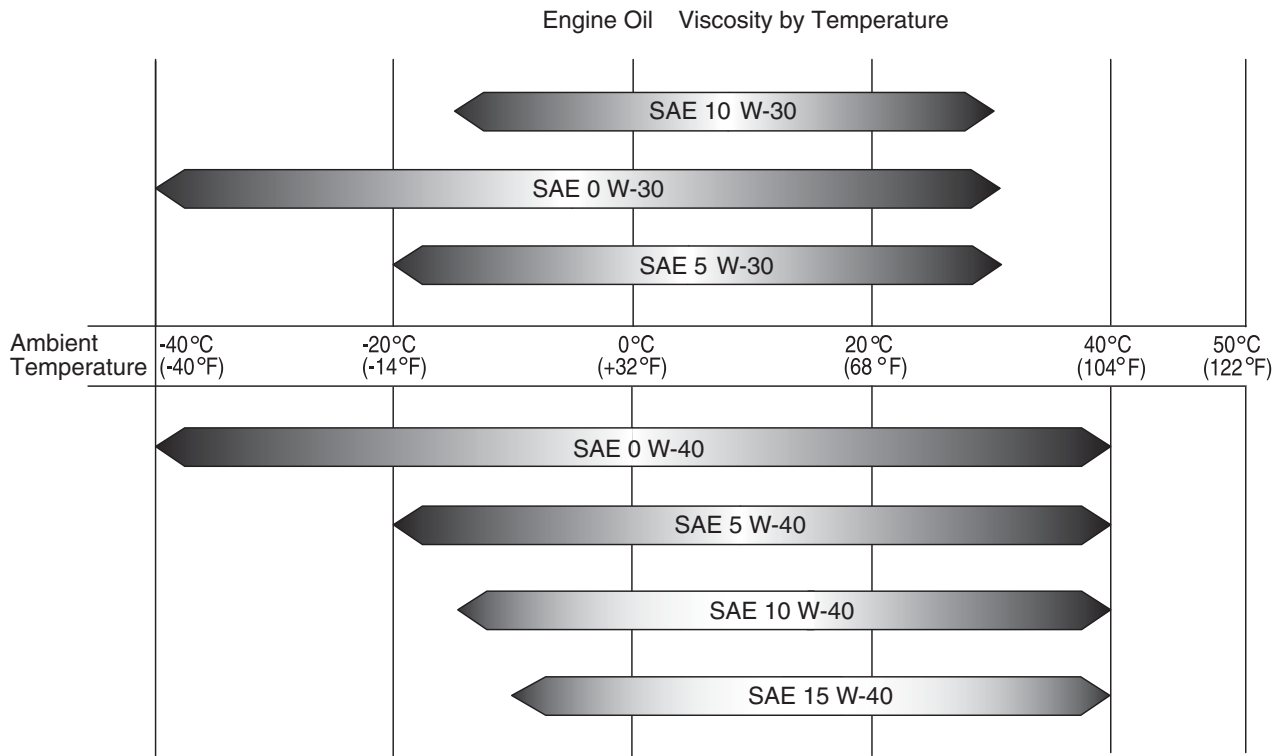 Engine Oil Viscosity by Temperature
SAE 10 W-30
SAE 0 W-30
SAE 5 W-30
Ambient
Temperature
-40°C
(-40°F)
-20°C
(-14°F)
0°C
(+32°F)
20°C
(68°F)
40°C
(104°F)
50°C
(122°F)
SAE 0 W-40
SAE 5 W-40
SAE 10 W-40
SAE 15 W-40